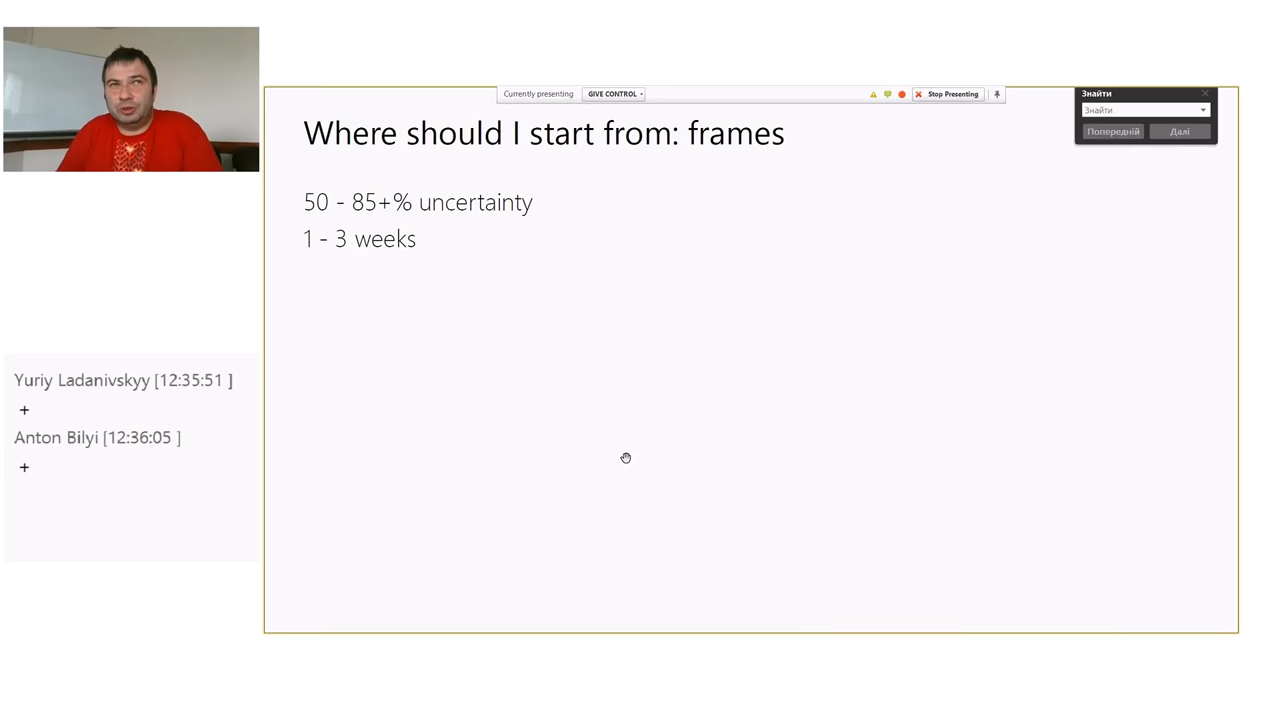 Currently presenting GIVE CONTROL Stop Presenting
Знайти
Знайти
Попередній Далі
Where should I start from: frames
50 - 85+% uncertainty
1 - 3 weeks
Yuriy Ladanivskyy [12:35:51 ]
+
Anton Bilyi [12:36:05 ]
+